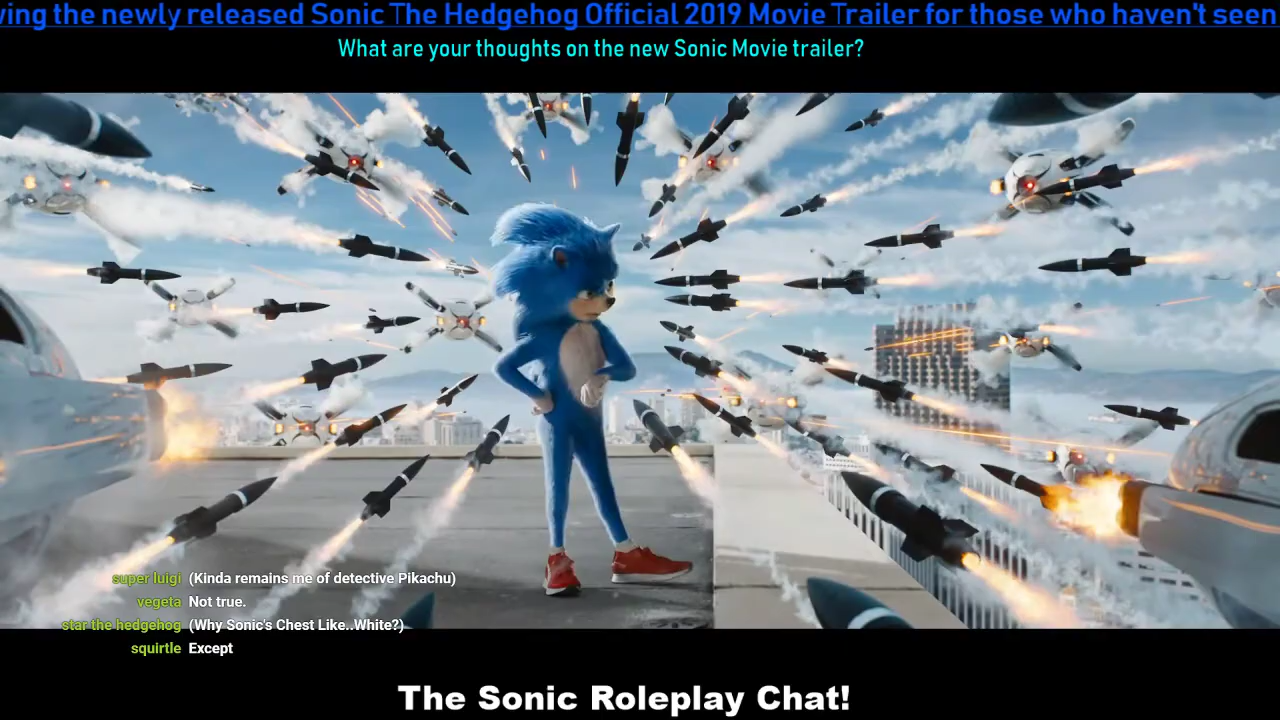 ving the newly released Sonic The Hedgehog Official 2019 Movie Trailer for those who haven't seen
What are your thoughts on the new Sonic Movie trailer?
super luigi (Kinda remains me of detective Pikachu)
vegeta Not true.
star the hedgehog (Why Sonic's Chest Like..White?)
squirtle Except
The Sonic Roleplay Chat!